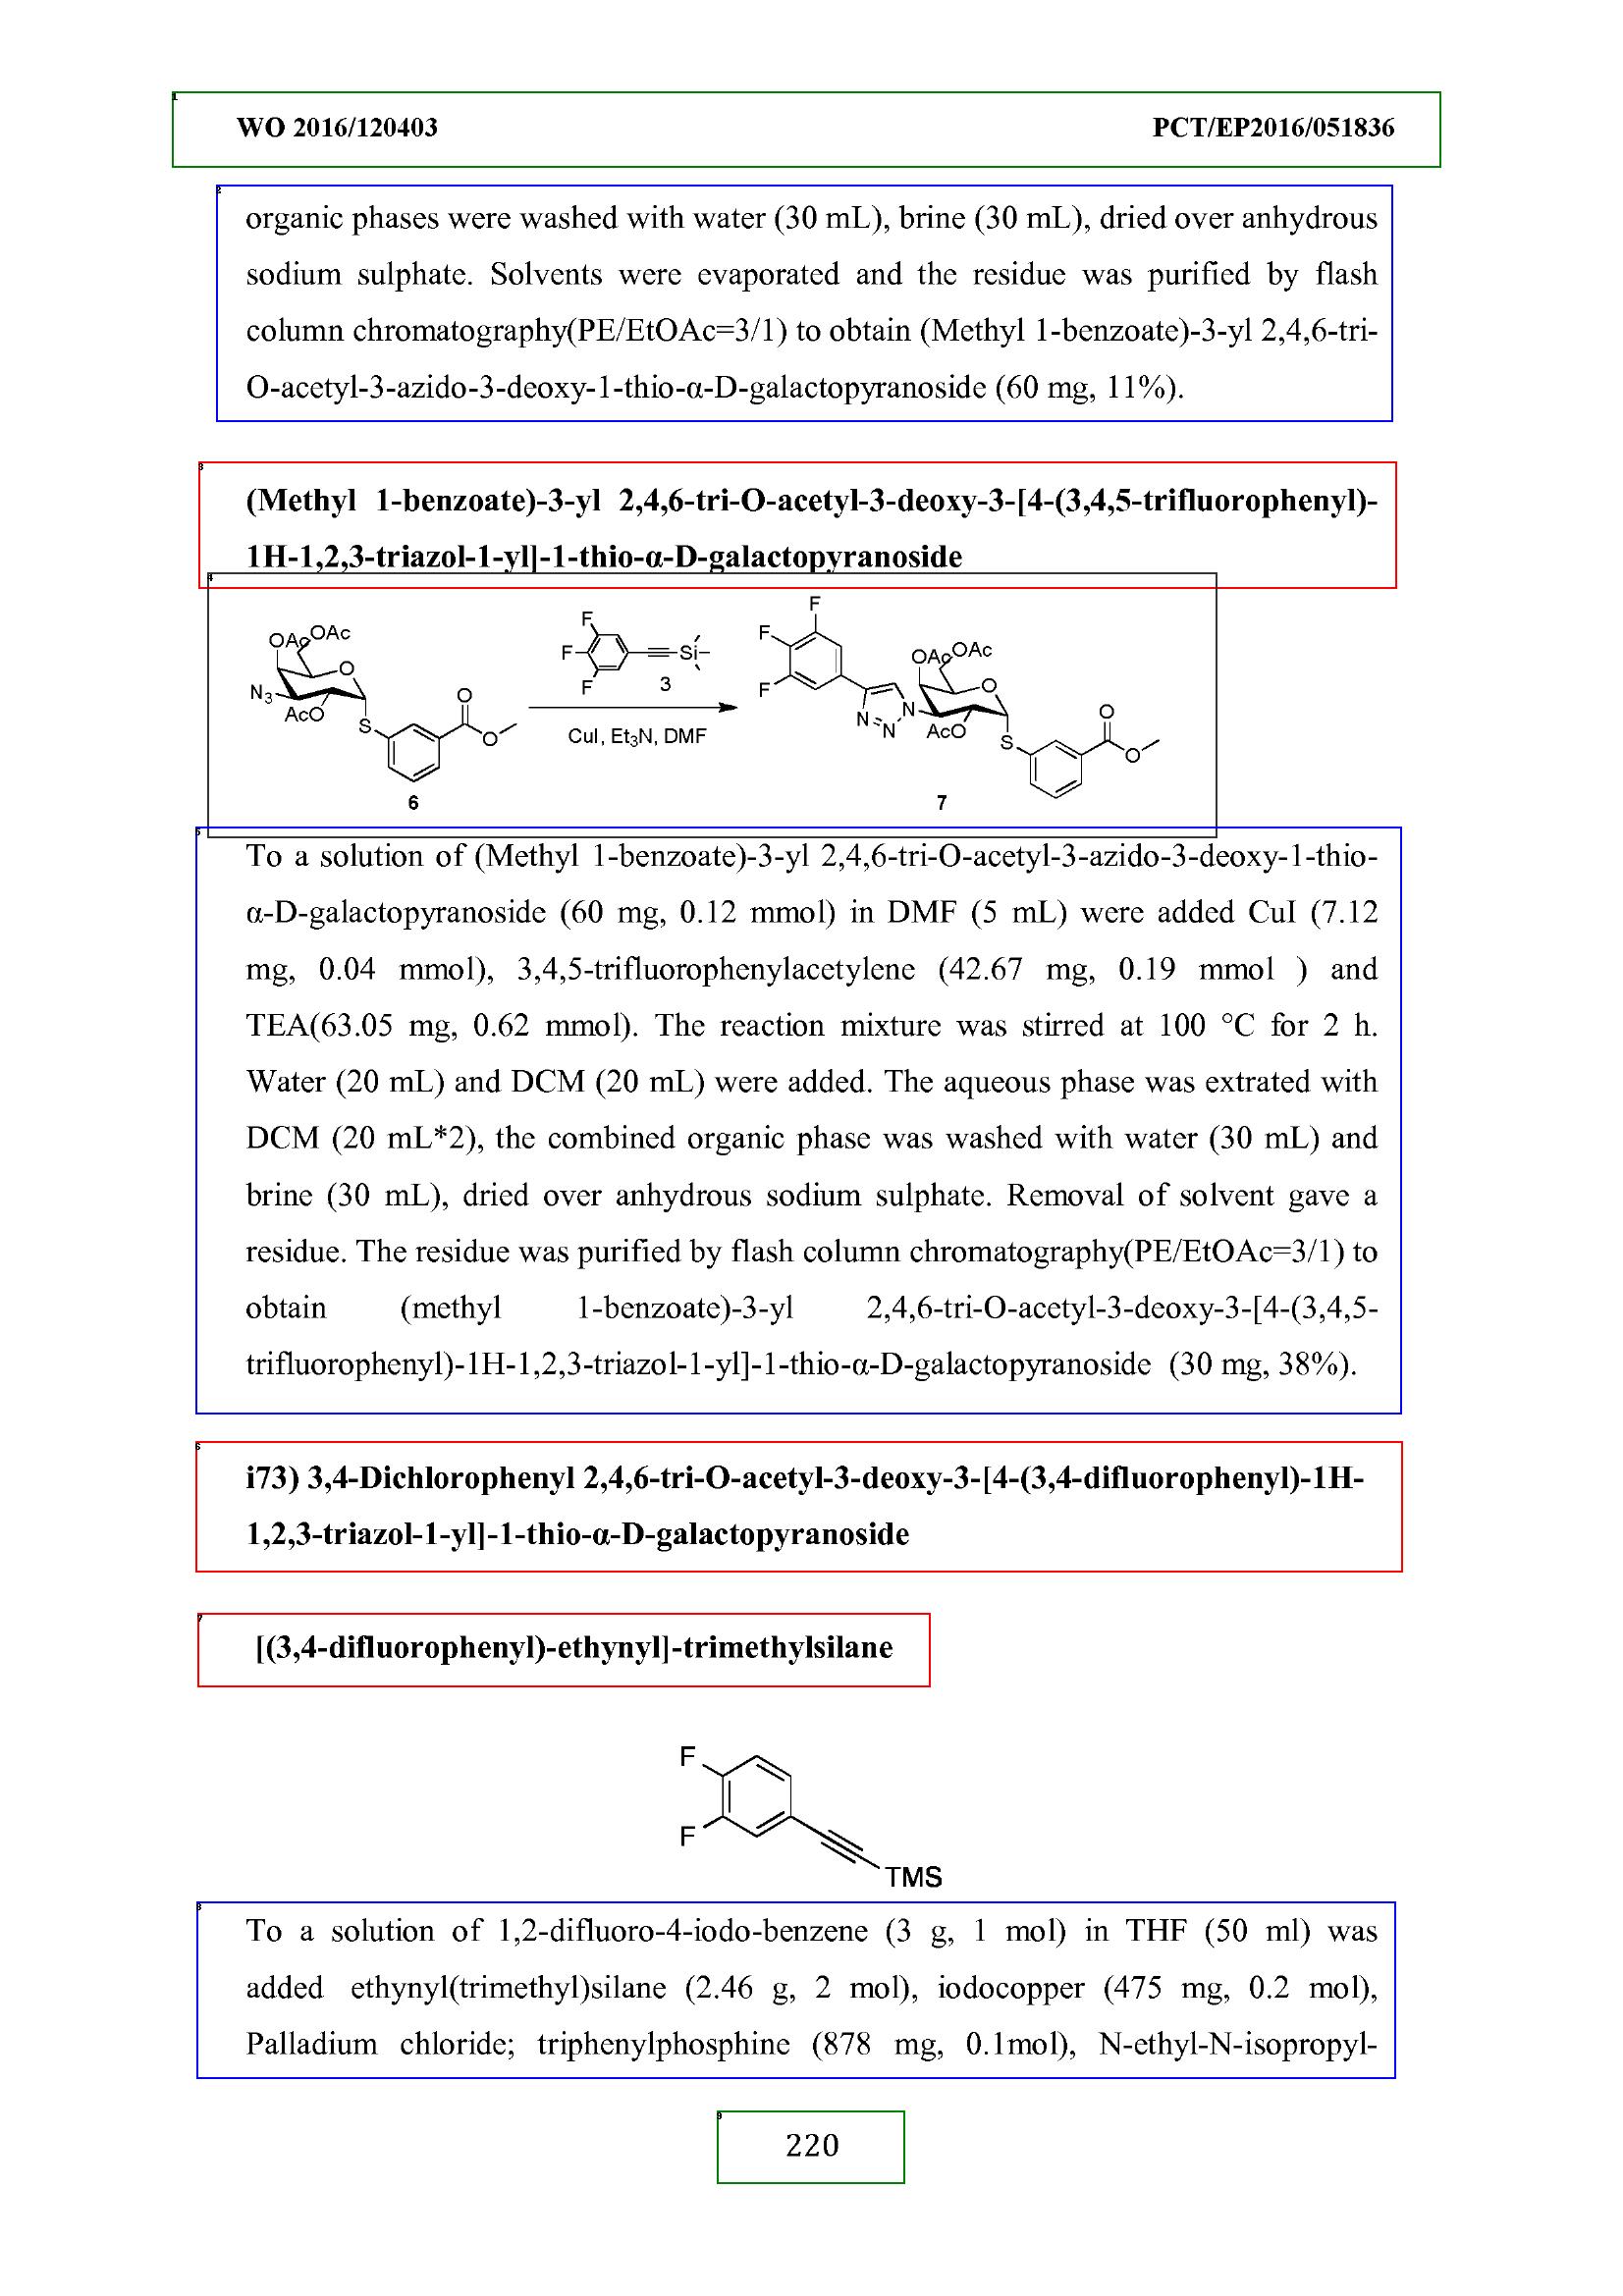 WO 2016/120403 PCT/EP2016/051836
organic phases were washed with water (30 mL), brine (30 mL), dried over anhydrous
sodium sulphate. Solvents were evaporated and the residue was purified by flash
column chromatography(PE/EtOAc=3/1) to obtain (Methyl 1-benzoate)-3-yl 2,4,6-tri-
O-acetyl-3-azido-3-deoxy-1-thio-α-D-galactopyranoside (60 mg, 11%).
(Methyl 1-benzoate)-3-yl 2,4,6-tri-O-acetyl-3-deoxy-3-[4-(3,4,5-trifluorophenyl)-
1H-1,2,3-triazol-1-yl]-1-thio-α-D-galactopyranoside
OAc OAc O N3 AcO S O O
6
F F F Si
3
CuI, Et3N, DMF
F F F N N N OAc OAc O AcO S O O
7
To a solution of (Methyl 1-benzoate)-3-yl 2,4,6-tri-O-acetyl-3-azido-3-deoxy-1-thio-
α-D-galactopyranoside (60 mg, 0.12 mmol) in DMF (5 mL) were added CuI (7.12
mg, 0.04 mmol), 3,4,5-trifluorophenylacetylene (42.67 mg, 0.19 mmol ) and
TEA(63.05 mg, 0.62 mmol). The reaction mixture was stirred at 100 °C for 2 h.
Water (20 mL) and DCM (20 mL) were added. The aqueous phase was extrated with
DCM (20 mL*2), the combined organic phase was washed with water (30 mL) and
brine (30 mL), dried over anhydrous sodium sulphate. Removal of solvent gave a
residue. The residue was purified by flash column chromatography(PE/EtOAc=3/1) to
obtain (methyl 1-benzoate)-3-yl 2,4,6-tri-O-acetyl-3-deoxy-3-[4-(3,4,5-
trifluorophenyl)-1H-1,2,3-triazol-1-yl]-1-thio-α-D-galactopyranoside (30 mg, 38%).
i73) 3,4-Dichlorophenyl 2,4,6-tri-O-acetyl-3-deoxy-3-[4-(3,4-difluorophenyl)-1H-
1,2,3-triazol-1-yl]-1-thio-α-D-galactopyranoside
[(3,4-difluorophenyl)-ethynyl]-trimethylsilane
F
F
TMS
To a solution of 1,2-difluoro-4-iodo-benzene (3 g, 1 mol) in THF (50 ml) was
added ethynyl(trimethyl)silane (2.46 g, 2 mol), iodocopper (475 mg, 0.2 mol),
Palladium chloride; triphenylphosphine (878 mg, 0.1mol), N-ethyl-N-isopropyl-
220